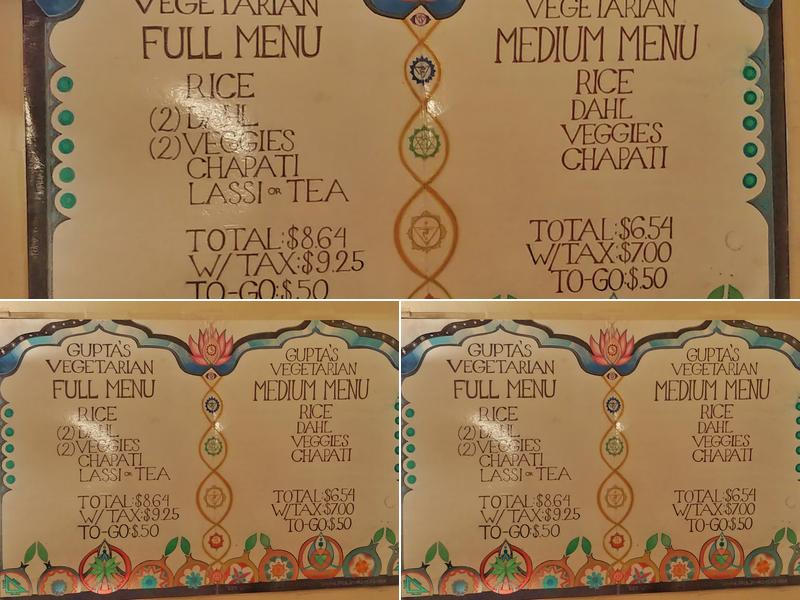 VEGETARIAN
FULL MENU
RICE
(2) DAHL
(2) VEGGIES
CHAPATI
LASSI OR TEA
TOTAL:$8.64
W/TAX:$9.25
TO-GO:$.50
VEGETARIAN
MEDIUM MENU
RICE
DAHL
VEGGIES
CHAPATI
TOTAL:$6.54
W/TAX:$7.00
TO-GO:$.50
GUPTA'S
VEGETARIAN
FULL MENU
RICE
(2) DAHL
(2) VEGGIES
CHAPATI
LASSI OR TEA
TOTAL:$8.64
W/TAX:$9.25
TO-GO:$.50
GUPTA'S
VEGETARIAN
MEDIUM MENU
RICE
DAHL
VEGGIES
CHAPATI
TOTAL:$6.54
W/TAX:$7.00
TO-GO:$.50
GUPTA'S
VEGETARIAN
FULL MENU
RICE
(2) DAHL
(2) VEGGIES
CHAPATI
LASSI OR TEA
TOTAL:$8.64
W/TAX:$9.25
TO-GO:$.50
GUPTA'S
VEGETARIAN
MEDIUM MENU
RICE
DAHL
VEGGIES
CHAPATI
TOTAL:$6.54
W/TAX:$7.00
TO-GO:$.50